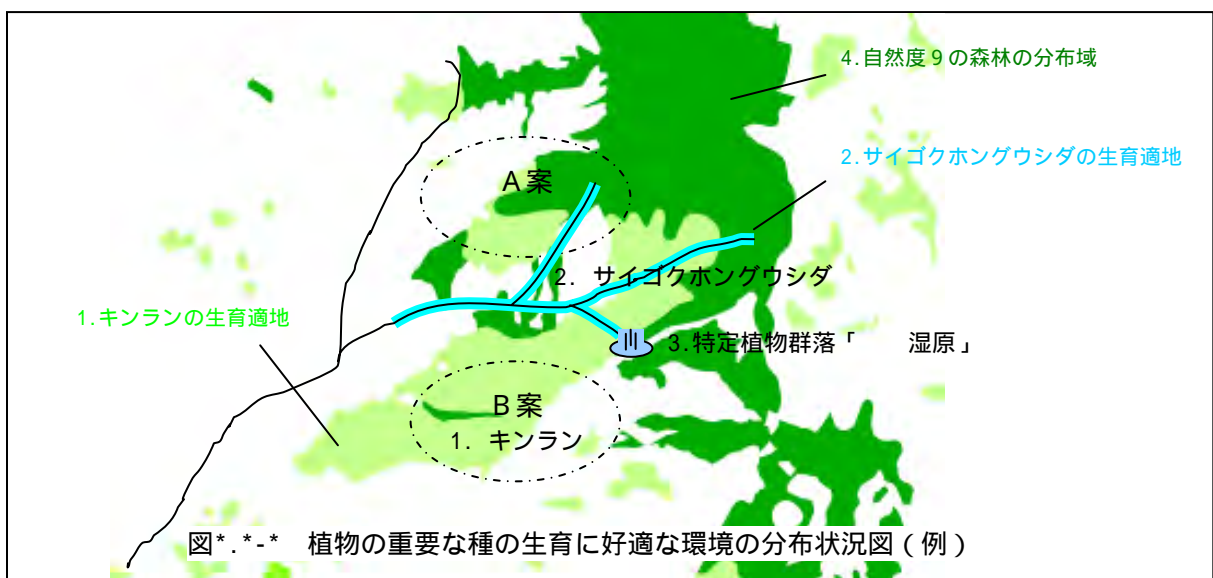 4.自然度9の森林の分布域
2.サイゴクホングウシダの生育適地
A案
2. サイゴクホングウシダ
1.キンランの生育適地
3.特定植物群落「　　湿原」
B案
1. キンラン
図*.*-*　植物の重要な種の生育に好適な環境の分布状況図(例)